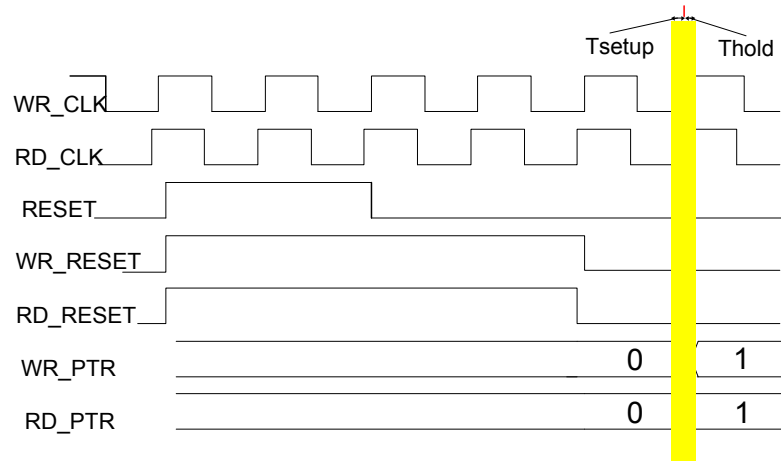 Tsetup Thold
WR_CLK
RD_CLK
RESET
WR_RESET
RD_RESET
WR_PTR 0 1
RD_PTR 0 1